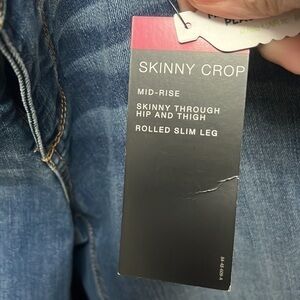 SKINNY CROP
MID-RISE
SKINNY THROUGH
HIP AND THIGH
ROLLED SLIM LEG